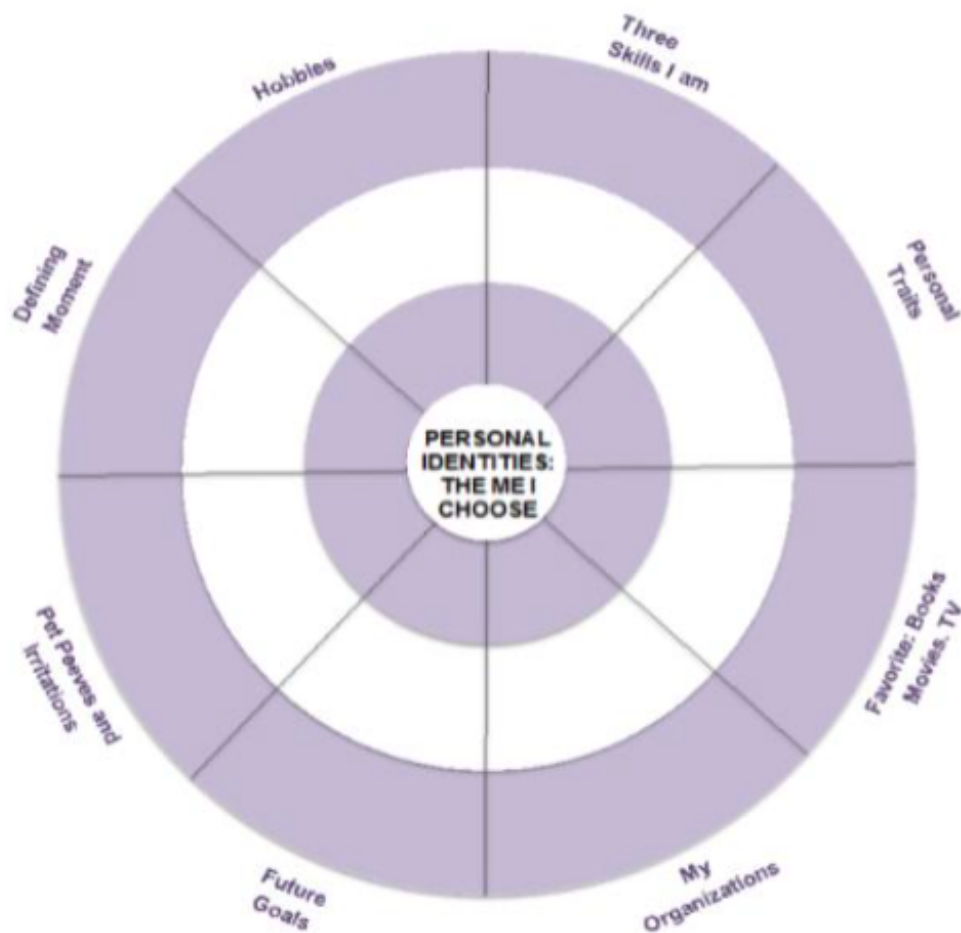 Three
Skills I am
Personal
Traits
Favorite: Books
Movies. TV
My
Organizations
Future
Goals
Pet Peeves and
Irritations
Defining
Moment
Hobbies
PERSONAL
IDENTITIES:
THE ME I
CHOOSE